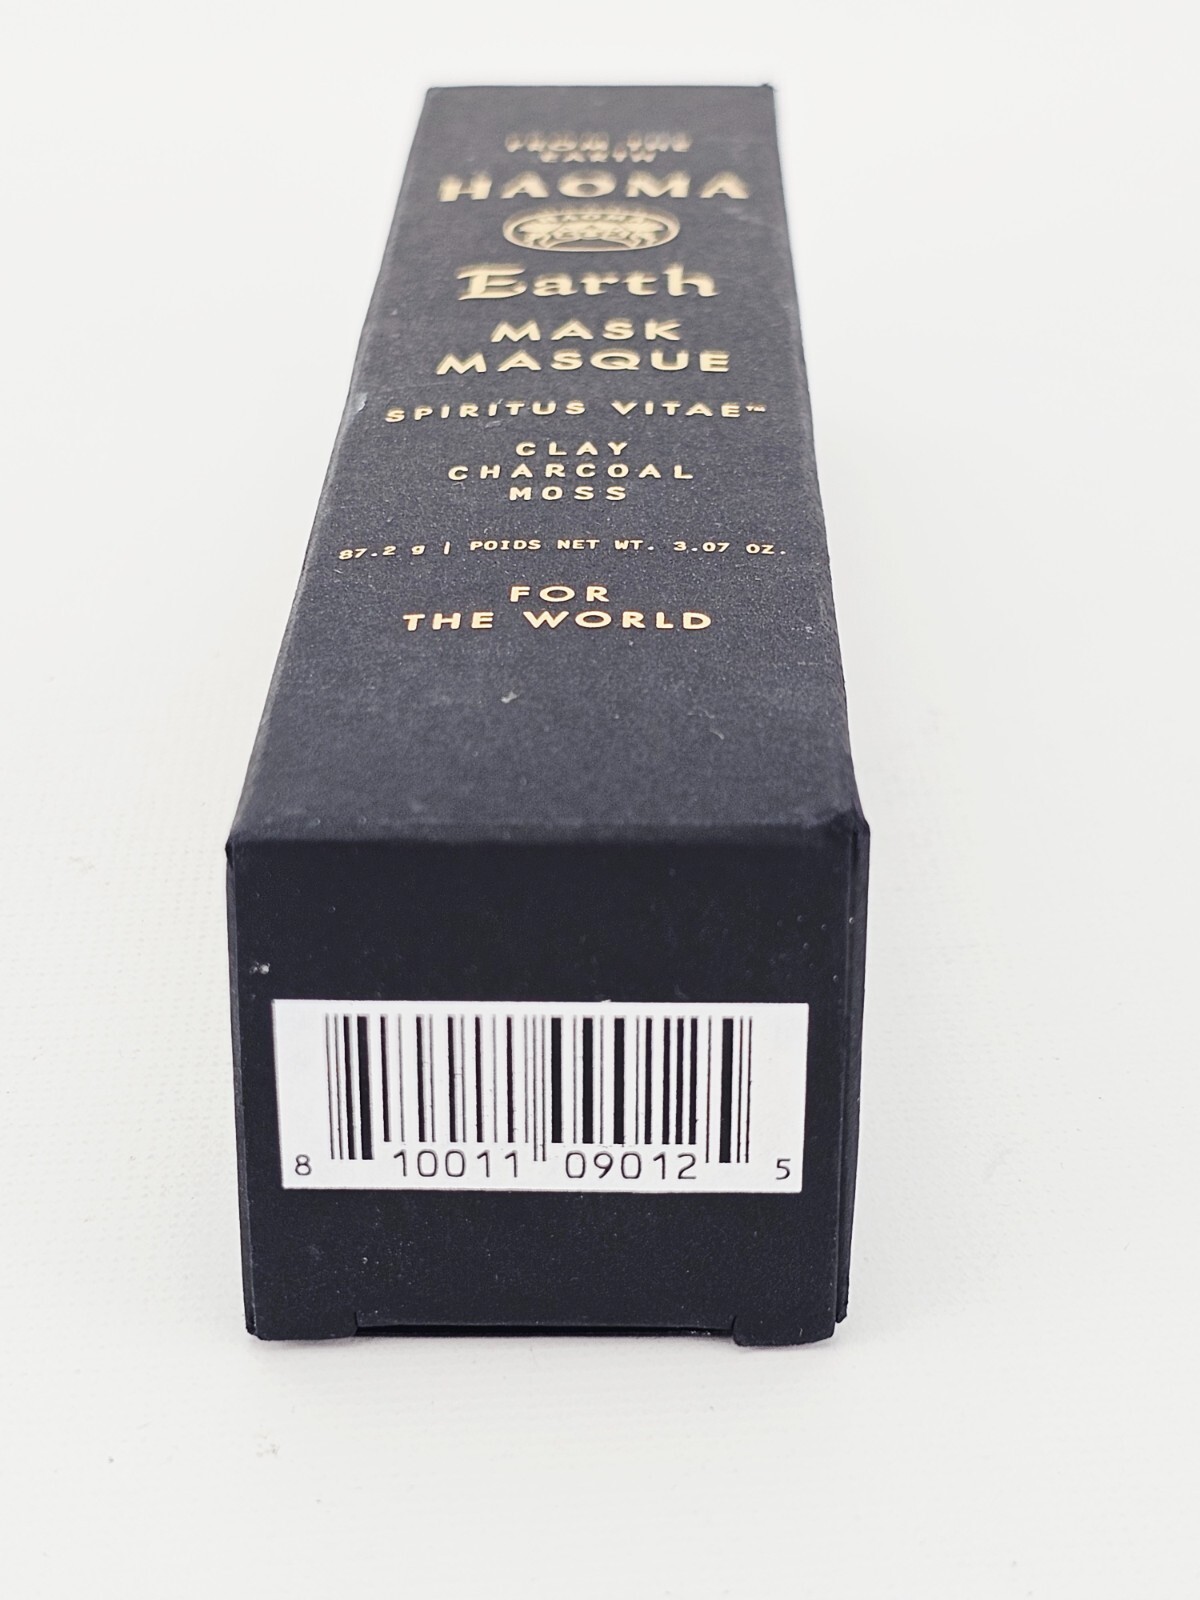 FROM THE
EARTH
HAOMA
HAOMA
Earth
MASK
MASQUE
SPIRITUS VITAE™
CLAY
CHARCOAL
MOSS
87.2 g | POIDS NET WT. 3.07 OZ.
FOR
THE WORLD
8 10011 09012 5